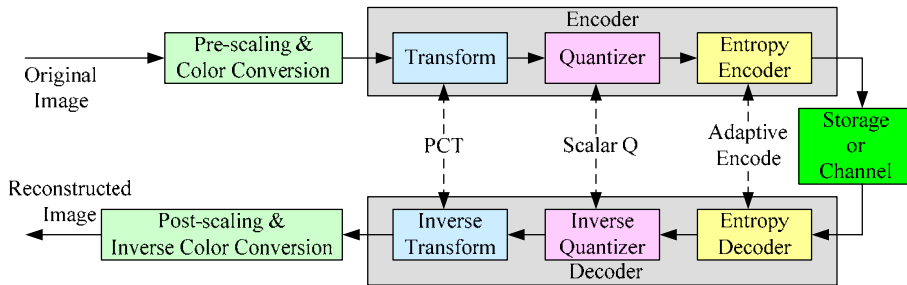 Encoder
Original
Image
Pre-scaling &
Color Conversion
Transform
Quantizer
Entropy
Encoder
PCT
Scalar Q
Adaptive
Encode
Storage
or
Channel
Reconstructed
Image
Post-scaling &
Inverse Color Conversion
Inverse
Transform
Inverse
Quantizer
Entropy
Decoder
Decoder